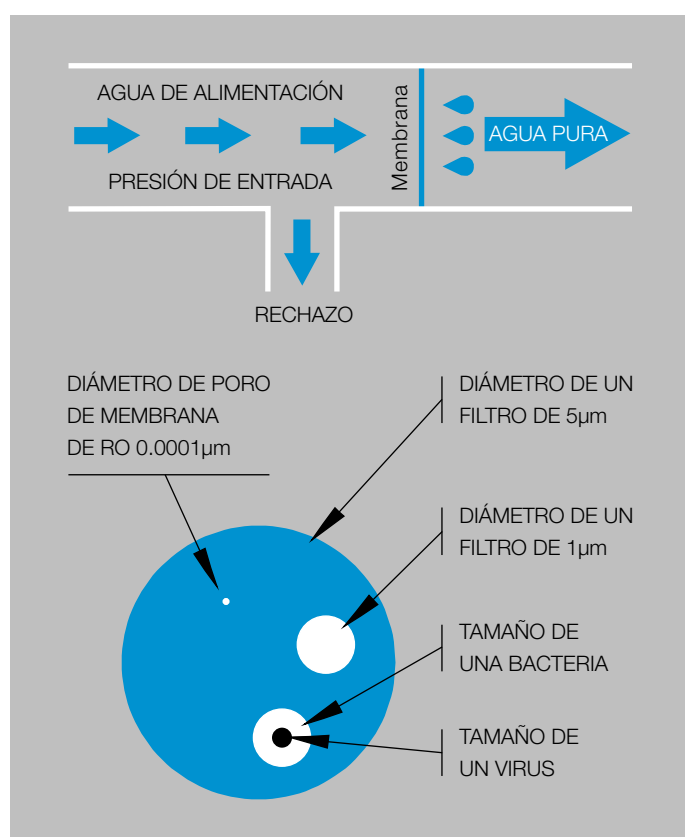 AGUA DE ALIMENTACIÓN
PRESIÓN DE ENTRADA
Membrana
AGUA PURA
RECHAZO
DIÁMETRO DE PORO
DE MEMBRANA
DE RO 0.0001µm
DIÁMETRO DE UN
FILTRO DE 5µm
DIÁMETRO DE UN
FILTRO DE 1µm
TAMAÑO DE
UNA BACTERIA
TAMAÑO DE
UN VIRUS